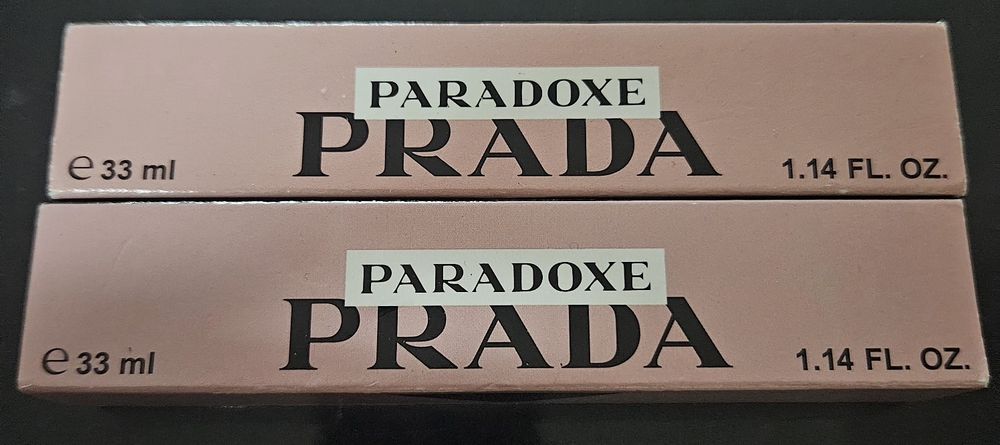 PARADOXE
PRADA
℮ 33 ml
1.14 FL. OZ.
PARADOXE
PRADA
℮ 33 ml
1.14 FL. OZ.